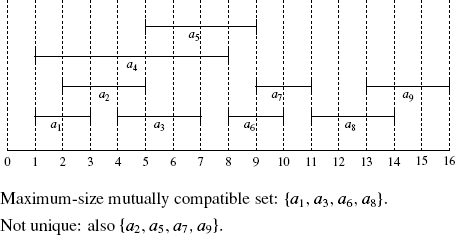 a5
a4
a2 a7 a9
a1 a3 a6 a8
0 1 2 3 4 5 6 7 8 9 10 11 12 13 14 15 16
Maximum-size mutually compatible set: {a1, a3, a6, a8}.
Not unique: also {a2, a5, a7, a9}.